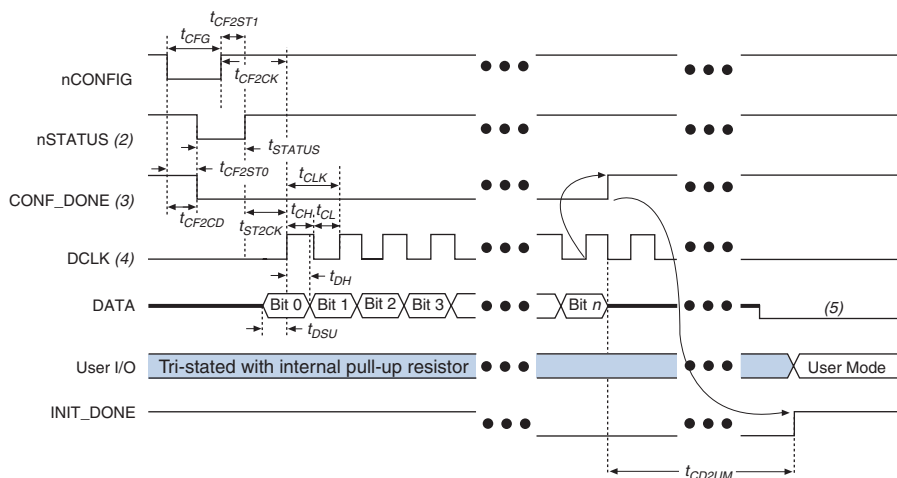 tCF2ST1
tCFG
nCONFIG
tCF2CK
nSTATUS (2)
tSTATUS
tCF2ST0
tCLK
CONF_DONE (3)
tCF2CD
tST2CK
tCH
tCL
DCLK (4)
tDH
DATA
Bit 0
Bit 1
Bit 2
Bit 3
Bit n
(5)
tDSU
User I/O
Tri-stated with internal pull-up resistor
User Mode
INIT_DONE
tCD2UM